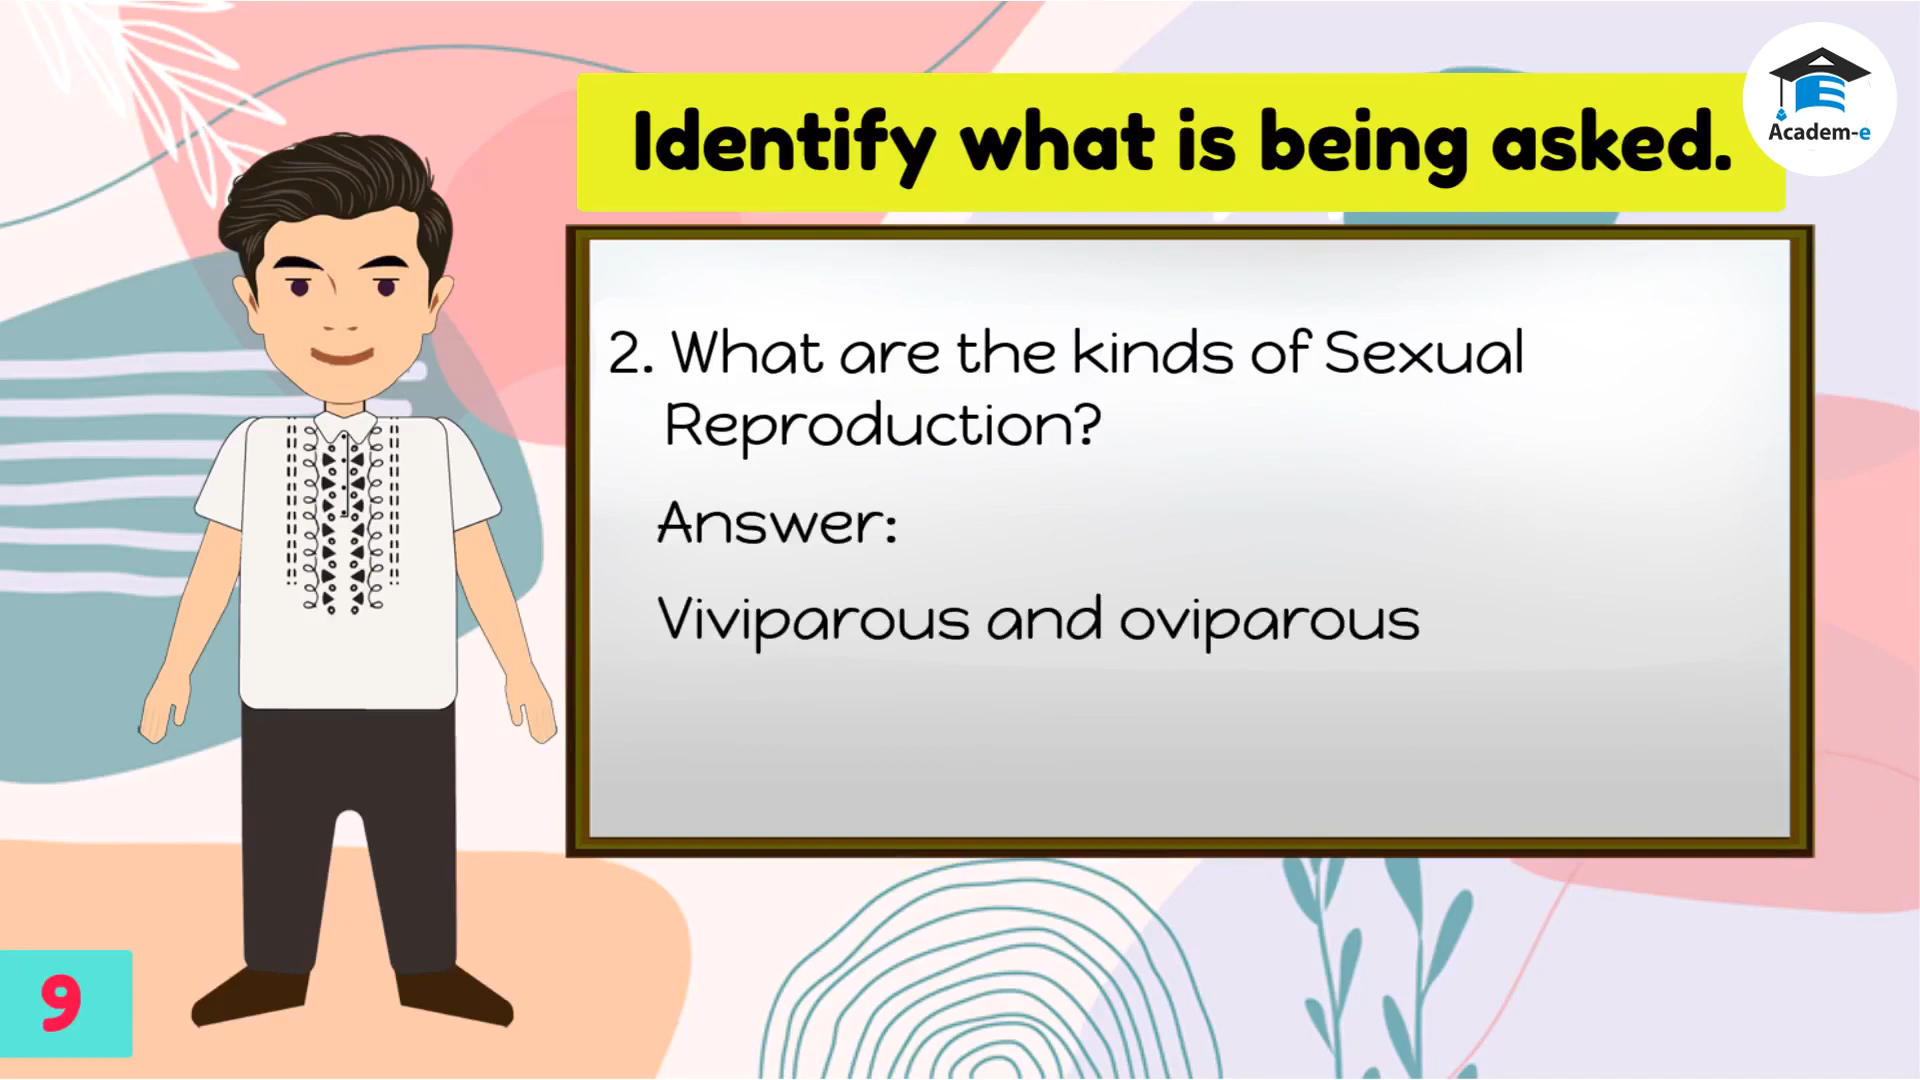 Identify what is being asked.
Academ-e
2. What are the kinds of Sexual
Reproduction?
Answer:
Viviparous and oviparous
9